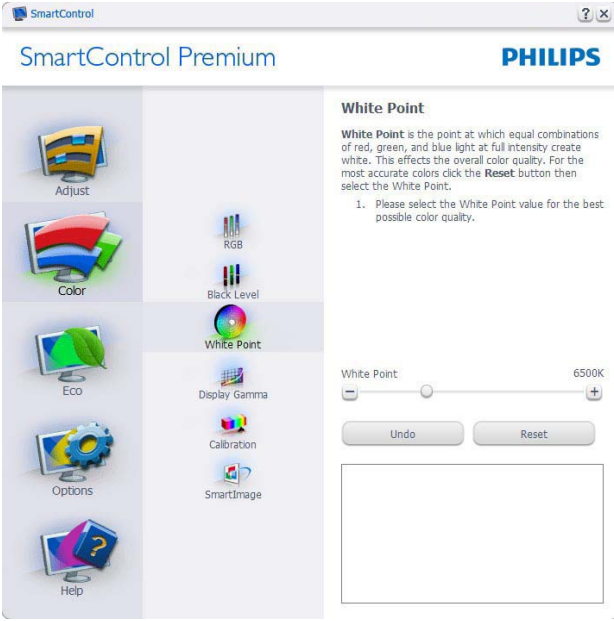 SmartControl
SmartControl Premium
PHILIPS
Adjust
Color
Eco
Options
Help
RGB
Black Level
White Point
Display Gamma
Calibration
SmartImage
White Point
White Point is the point at which equal combinations
of red, green, and blue light at full intensity create
white. This effects the overall color quality. For the
most accurate colors click the Reset button then
select the White Point.
1. Please select the White Point value for the best
possible color quality.
White Point 6500K
Undo Reset